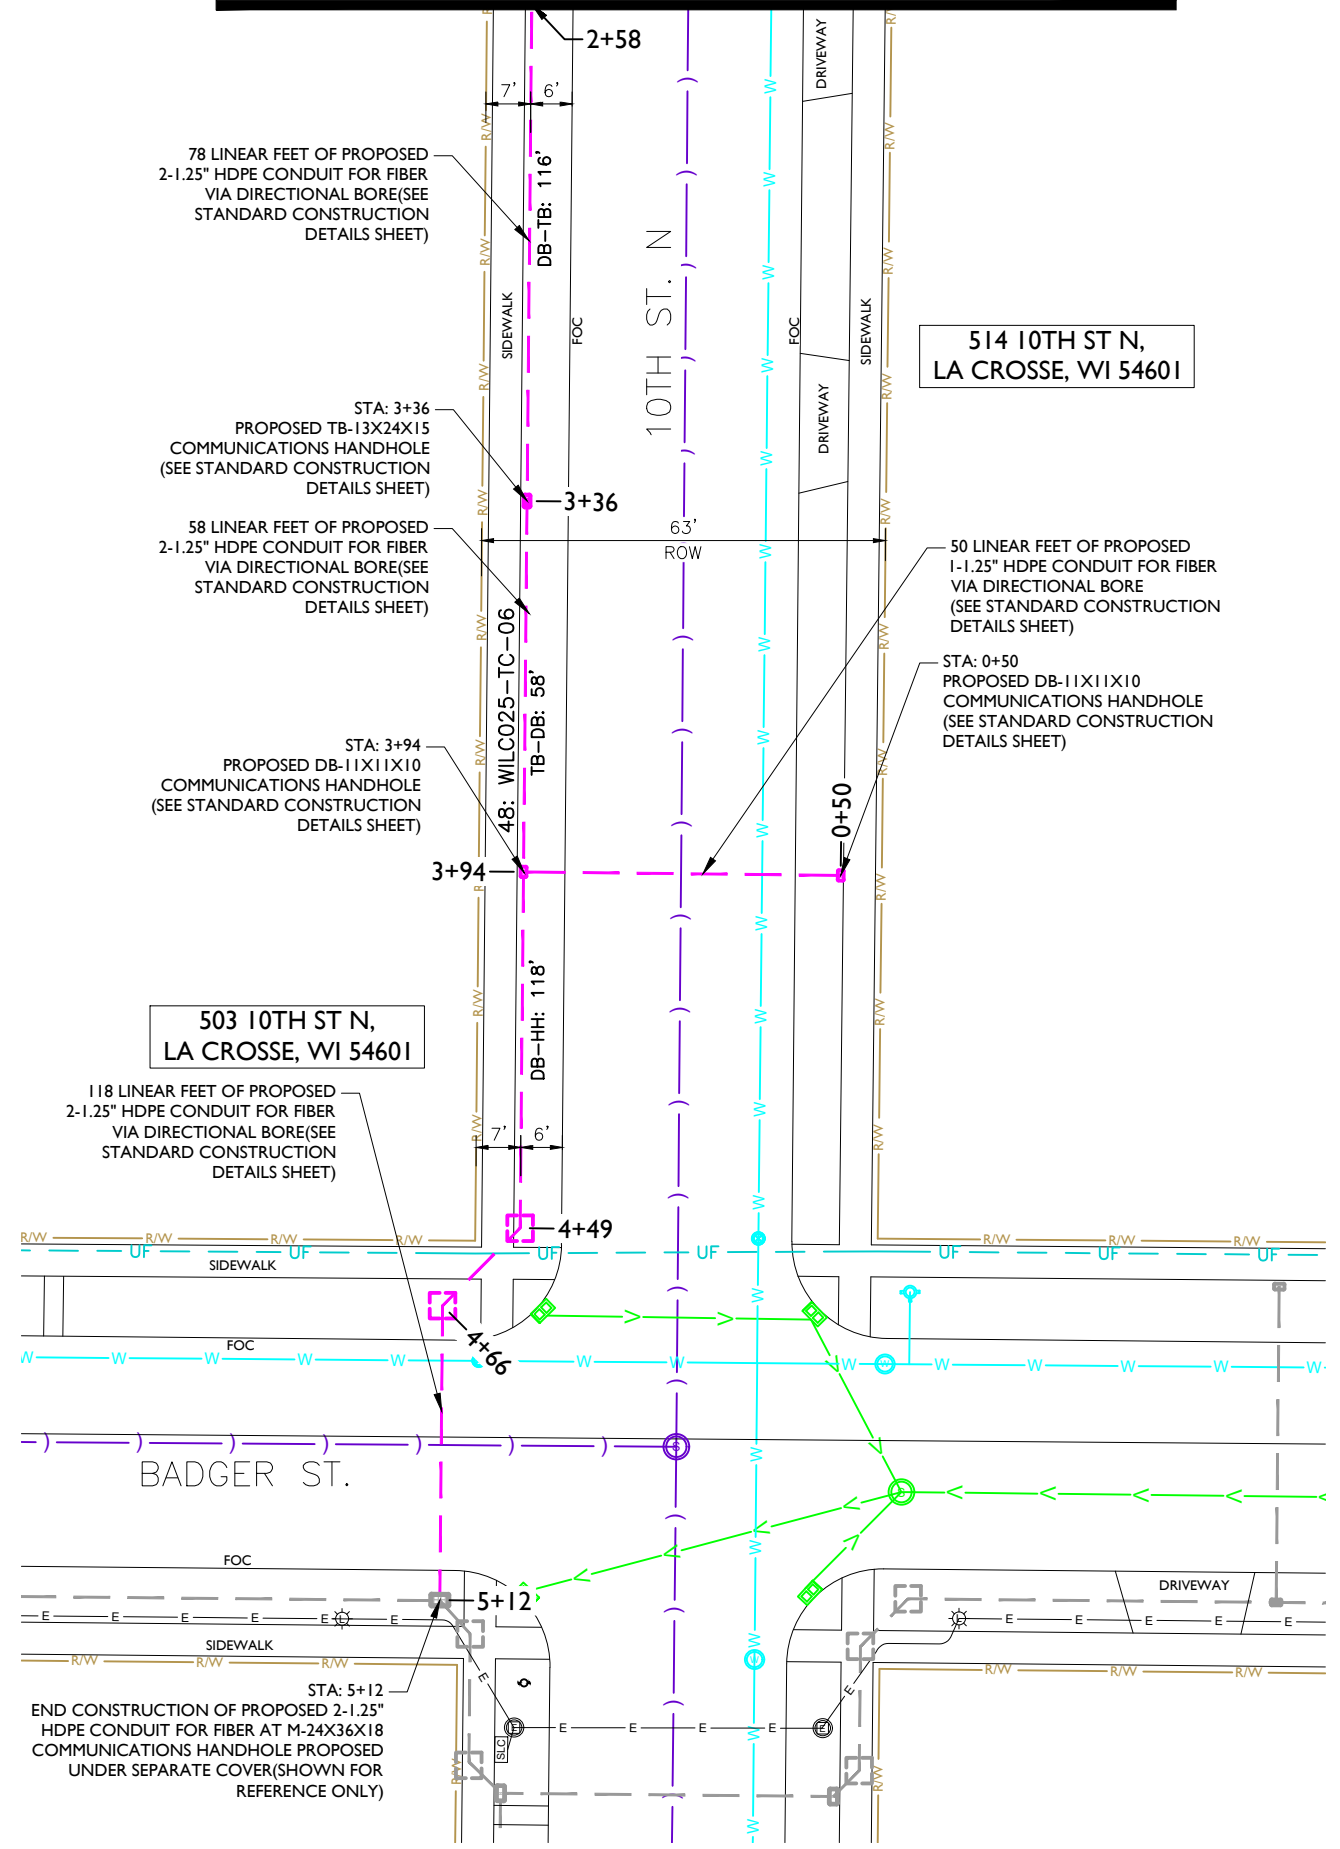 2+58
7'
6'
DRIVEWAY
R/W
W
78 LINEAR FEET OF PROPOSED
2-1.25" HDPE CONDUIT FOR FIBER
VIA DIRECTIONAL BORE(SEE
STANDARD CONSTRUCTION
DETAILS SHEET)
DB-TB: 116'
10TH ST. N
SIDEWALK
FOC
FOC
SIDEWALK
514 10TH ST N,
LA CROSSE, WI 54601
DRIVEWAY
STA: 3+36
PROPOSED TB-13X24X15
COMMUNICATIONS HANDHOLE
(SEE STANDARD CONSTRUCTION
DETAILS SHEET)
3+36
58 LINEAR FEET OF PROPOSED
2-1.25" HDPE CONDUIT FOR FIBER
VIA DIRECTIONAL BORE(SEE
STANDARD CONSTRUCTION
DETAILS SHEET)
63'
ROW
50 LINEAR FEET OF PROPOSED
1-1.25" HDPE CONDUIT FOR FIBER
VIA DIRECTIONAL BORE
(SEE STANDARD CONSTRUCTION
DETAILS SHEET)
48: WILC025-TC-06
TB-DB: 58'
STA: 0+50
PROPOSED DB-11X11X10
COMMUNICATIONS HANDHOLE
(SEE STANDARD CONSTRUCTION
DETAILS SHEET)
STA: 3+94
PROPOSED DB-11X11X10
COMMUNICATIONS HANDHOLE
(SEE STANDARD CONSTRUCTION
DETAILS SHEET)
0+50
3+94
DB-HH: 118'
503 10TH ST N,
LA CROSSE, WI 54601
118 LINEAR FEET OF PROPOSED
2-1.25" HDPE CONDUIT FOR FIBER
VIA DIRECTIONAL BORE(SEE
STANDARD CONSTRUCTION
DETAILS SHEET)
7'
6'
4+49
R/W R/W R/W R/W R/W R/W R/W
UF UF UF UF UF UF UF
SIDEWALK
FOC
4+66
W W W W W W W W W W W W W
S
BADGER ST.
S
FOC
DRIVEWAY
5+12
E E E E E E E E E
SIDEWALK
R/W R/W R/W R/W R/W R/W
STA: 5+12
END CONSTRUCTION OF PROPOSED 2-1.25"
HDPE CONDUIT FOR FIBER AT M-24X36X18
COMMUNICATIONS HANDHOLE PROPOSED
UNDER SEPARATE COVER(SHOWN FOR
REFERENCE ONLY)
E E E E E
SLC